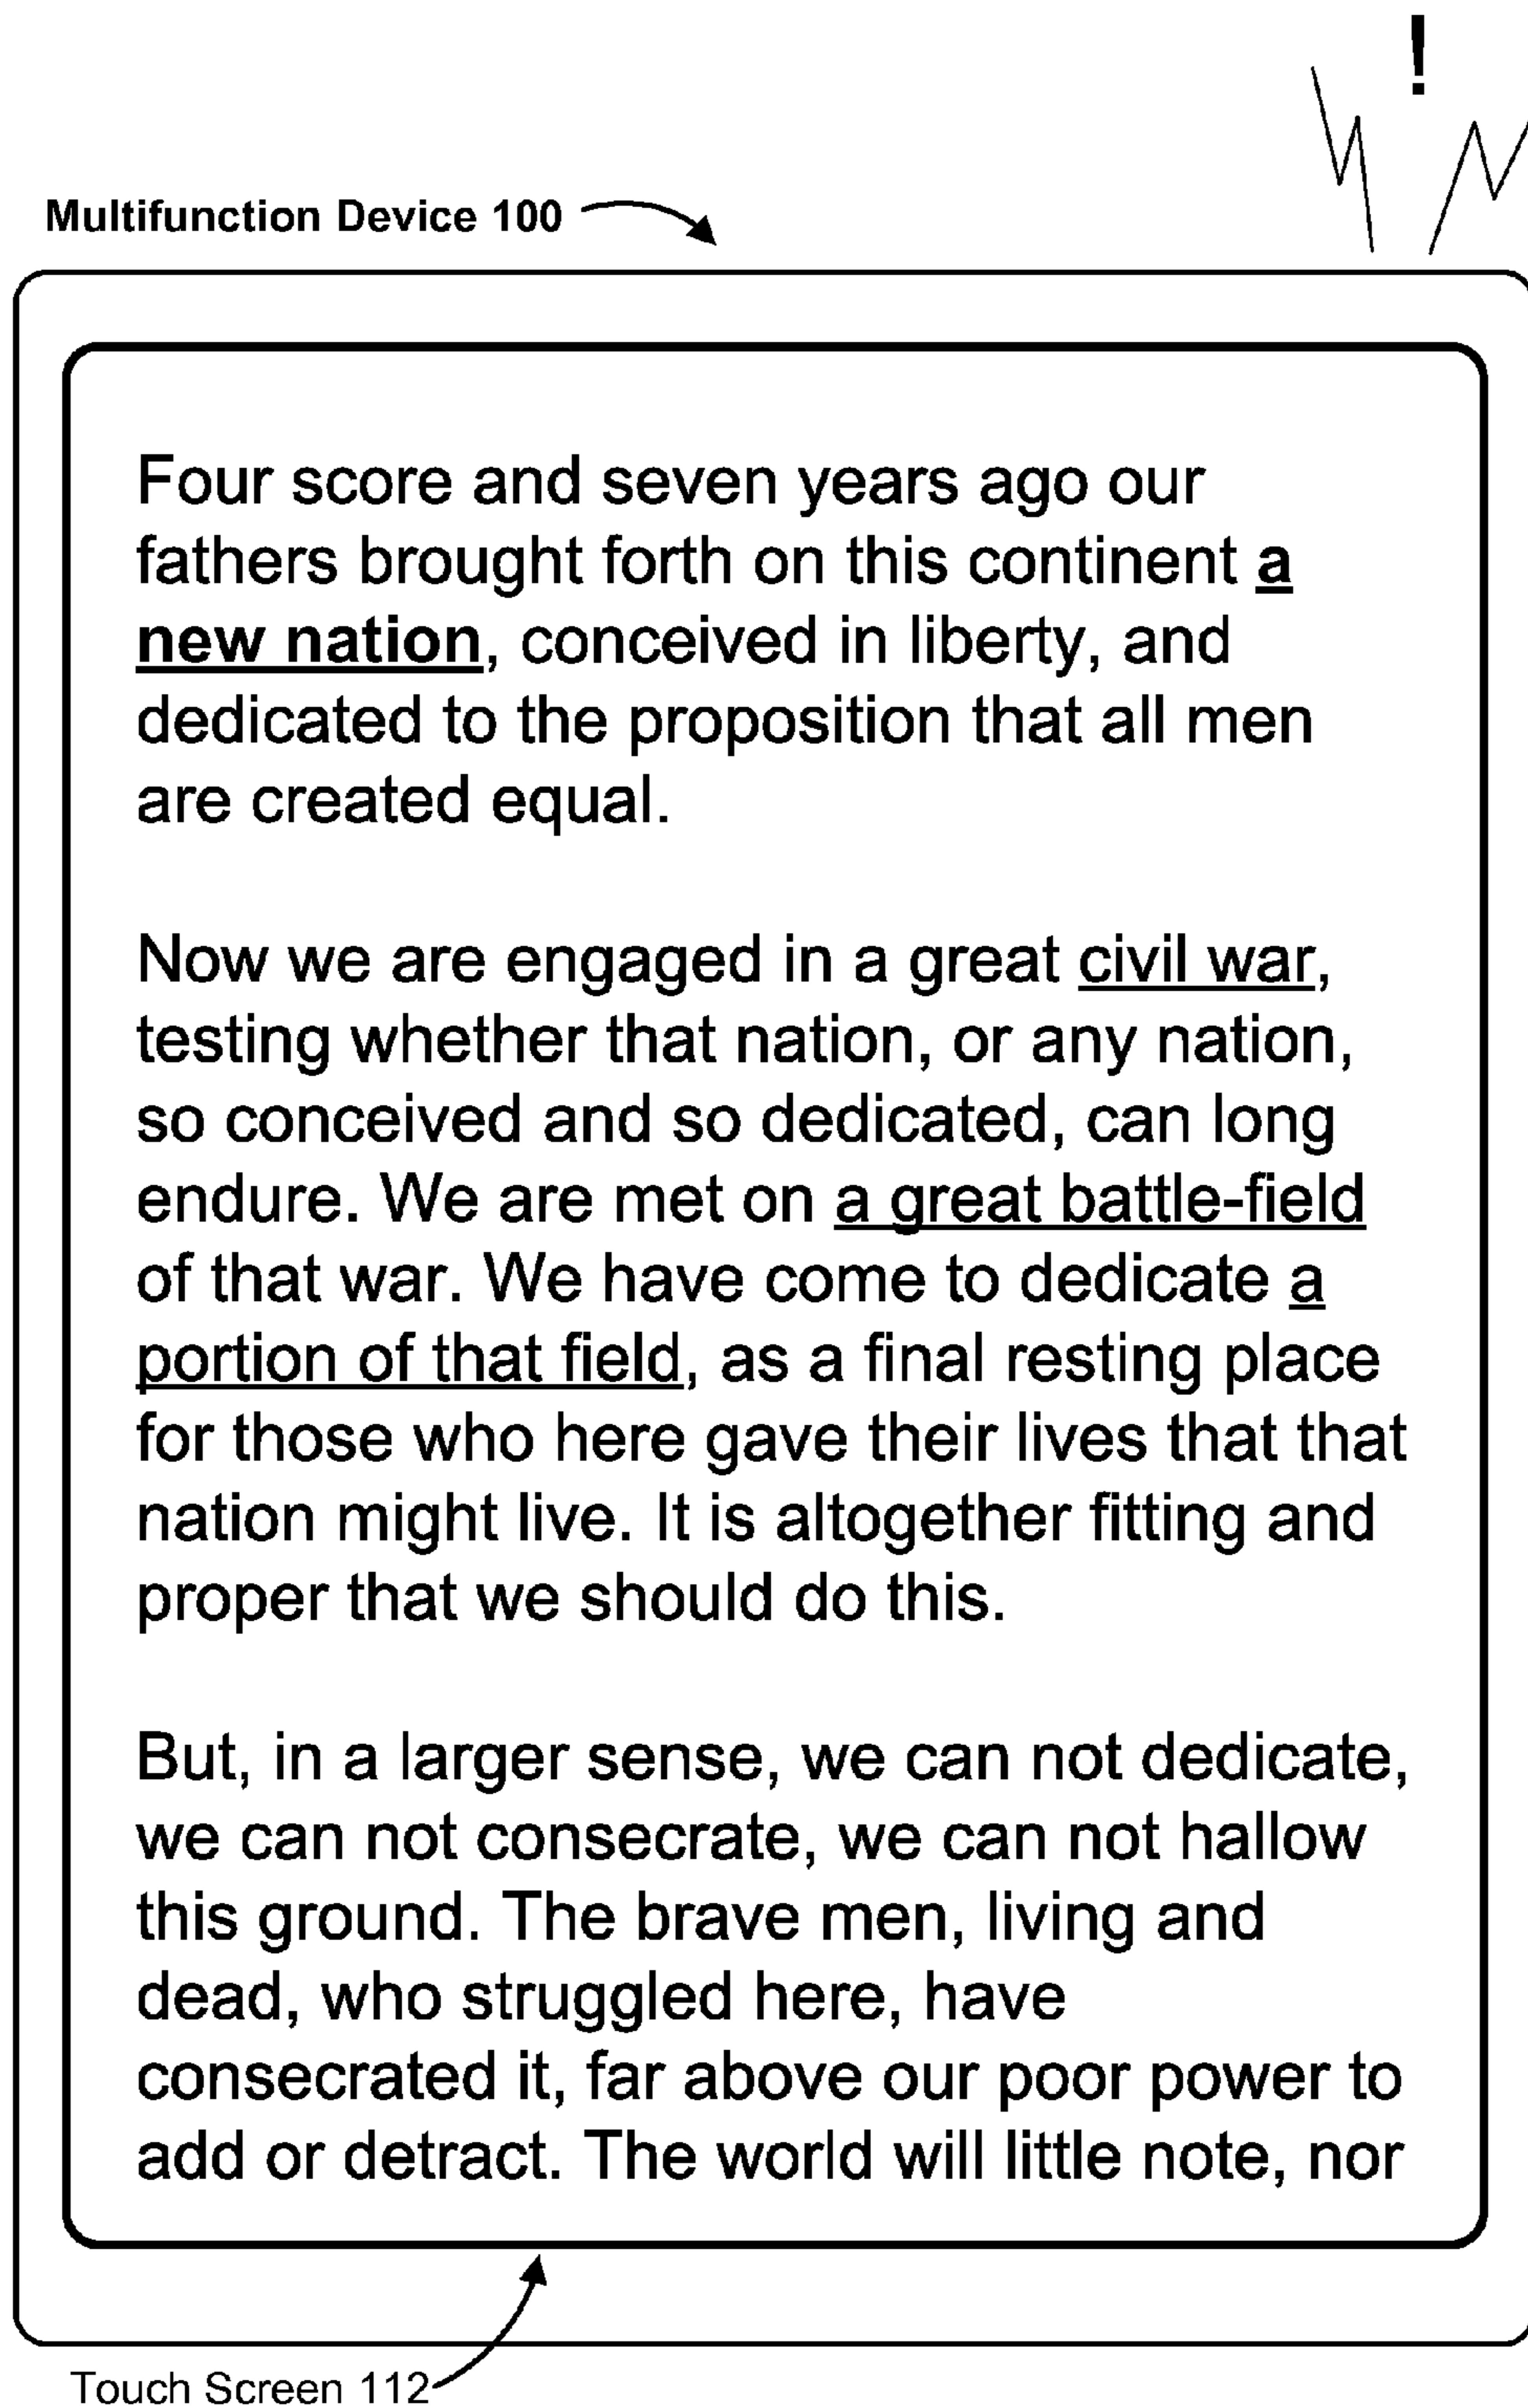 !
Multifunction Device 100
Four score and seven years ago our
fathers brought forth on this continent a
new nation, conceived in liberty, and
dedicated to the proposition that all men
are created equal.
Now we are engaged in a great civil war,
testing whether that nation, or any nation,
so conceived and so dedicated, can long
endure. We are met on a great battle-field
of that war. We have come to dedicate a
portion of that field, as a final resting place
for those who here gave their lives that that
nation might live. It is altogether fitting and
proper that we should do this.
But, in a larger sense, we can not dedicate,
we can not consecrate, we can not hallow
this ground. The brave men, living and
dead, who struggled here, have
consecrated it, far above our poor power to
add or detract. The world will little note, nor
Touch Screen 112